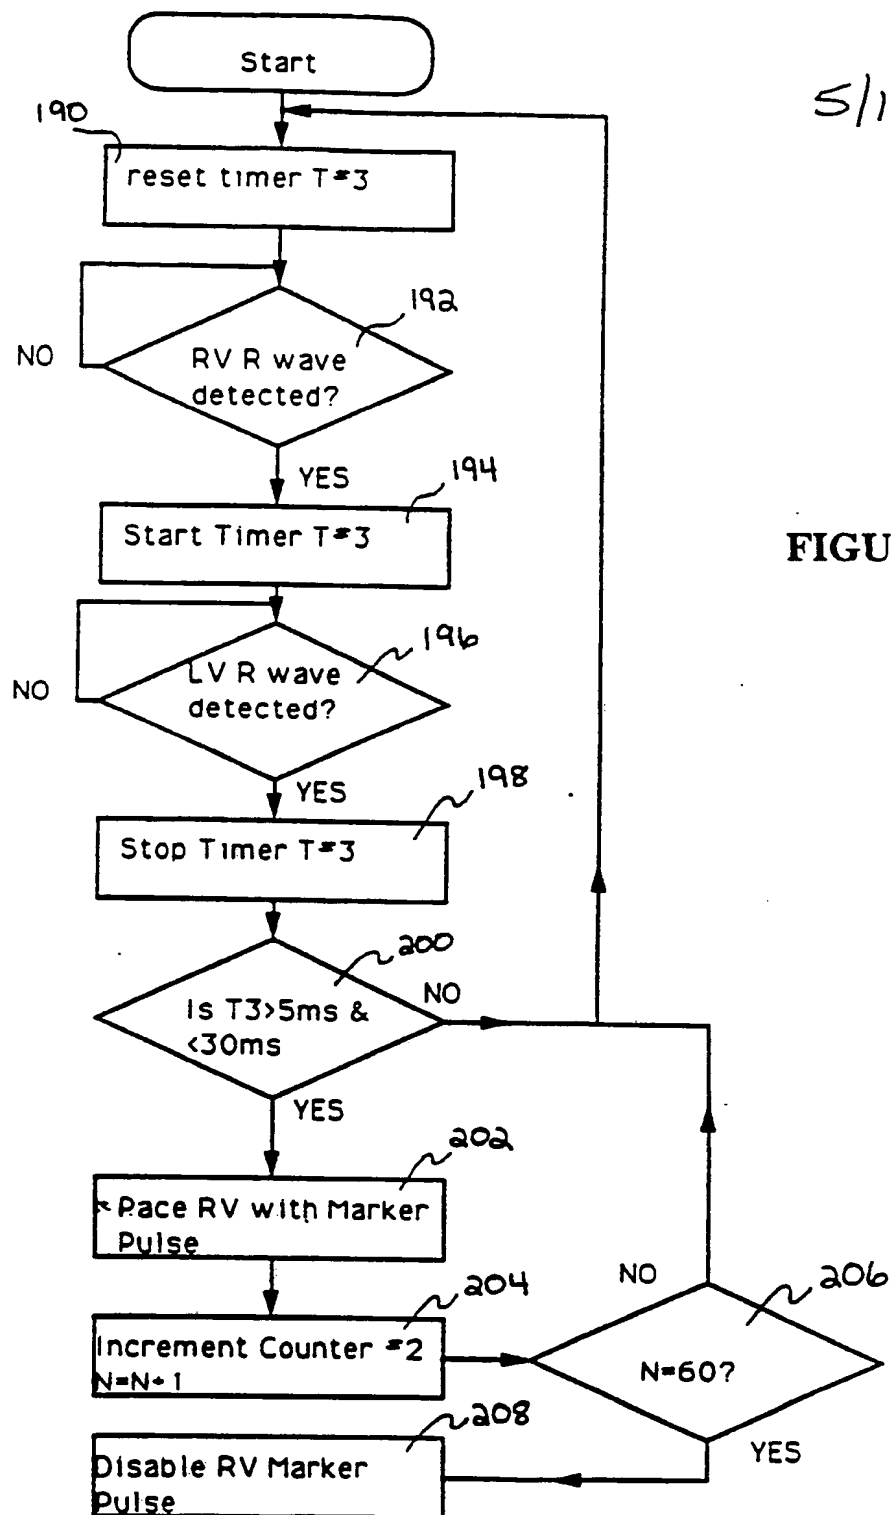 Start
5/1
190
reset timer T#3
192
NO
RV R wave
detected?
YES
194
Start Timer T#3
FIGU
196
NO
LV R wave
detected?
YES
198
Stop Timer T#3
200
NO
Is T3>5ms &
<30ms
YES
202
Pace RV with Marker
Pulse
204
NO
206
Increment Counter #2
N=N+1
N=60?
208
YES
Disable RV Marker
Pulse